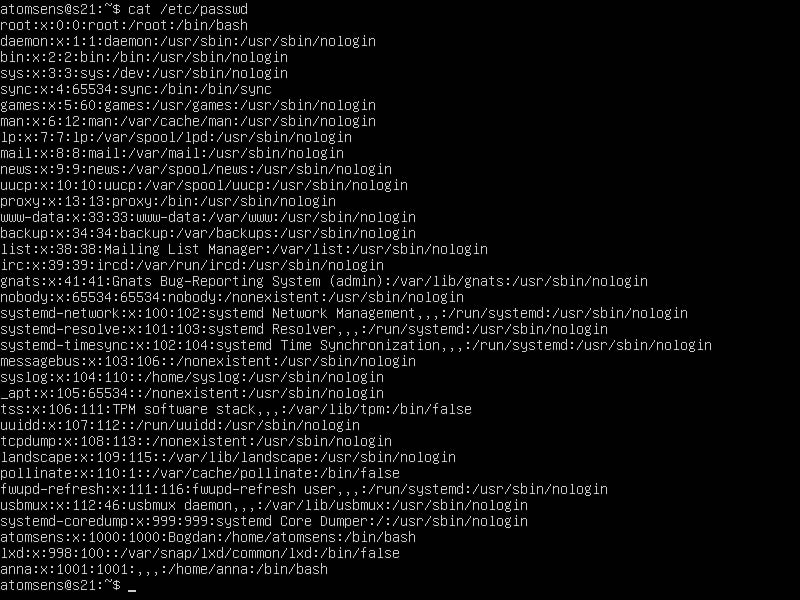 atomsens@s21:~$ cat /etc/passwd
root:x:0:0:root:/root:/bin/bash
daemon:x:1:1:daemon:/usr/sbin:/usr/sbin/nologin
bin:x:2:2:bin:/bin:/usr/sbin/nologin
sys:x:3:3:sys:/dev:/usr/sbin/nologin
sync:x:4:65534:sync:/bin:/bin/sync
games:x:5:60:games:/usr/games:/usr/sbin/nologin
man:x:6:12:man:/var/cache/man:/usr/sbin/nologin
lp:x:7:7:lp:/var/spool/lpd:/usr/sbin/nologin
mail:x:8:8:mail:/var/mail:/usr/sbin/nologin
news:x:9:9:news:/var/spool/news:/usr/sbin/nologin
uucp:x:10:10:uucp:/var/spool/uucp:/usr/sbin/nologin
proxy:x:13:13:proxy:/bin:/usr/sbin/nologin
www-data:x:33:33:www-data:/var/www:/usr/sbin/nologin
backup:x:34:34:backup:/var/backups:/usr/sbin/nologin
list:x:38:38:Mailing List Manager:/var/list:/usr/sbin/nologin
irc:x:39:39:ircd:/var/run/ircd:/usr/sbin/nologin
gnats:x:41:41:Gnats Bug-Reporting System (admin):/var/lib/gnats:/usr/sbin/nologin
nobody:x:65534:65534:nobody:/nonexistent:/usr/sbin/nologin
systemd-network:x:100:102:systemd Network Management,,,:/run/systemd:/usr/sbin/nologin
systemd-resolve:x:101:103:systemd Resolver,,,:/run/systemd:/usr/sbin/nologin
systemd-timesync:x:102:104:systemd Time Synchronization,,,:/run/systemd:/usr/sbin/nologin
messagebus:x:103:106::/nonexistent:/usr/sbin/nologin
syslog:x:104:110::/home/syslog:/usr/sbin/nologin
_apt:x:105:65534::/nonexistent:/usr/sbin/nologin
tss:x:106:111:TPM software stack,,,:/var/lib/tpm:/bin/false
uuidd:x:107:112::/run/uuidd:/usr/sbin/nologin
tcpdump:x:108:113::/nonexistent:/usr/sbin/nologin
landscape:x:109:115::/var/lib/landscape:/usr/sbin/nologin
pollinate:x:110:1::/var/cache/pollinate:/bin/false
fwupd-refresh:x:111:116:fwupd-refresh user,,,:/run/systemd:/usr/sbin/nologin
usbmux:x:112:46:usbmux daemon,,,:/var/lib/usbmux:/usr/sbin/nologin
systemd-coredump:x:999:999:systemd Core Dumper:/:/usr/sbin/nologin
atomsens:x:1000:1000:Bogdan:/home/atomsens:/bin/bash
lxd:x:998:100::/var/snap/lxd/common/lxd:/bin/false
anna:x:1001:1001:,,,:/home/anna:/bin/bash
atomsens@s21:~$ _